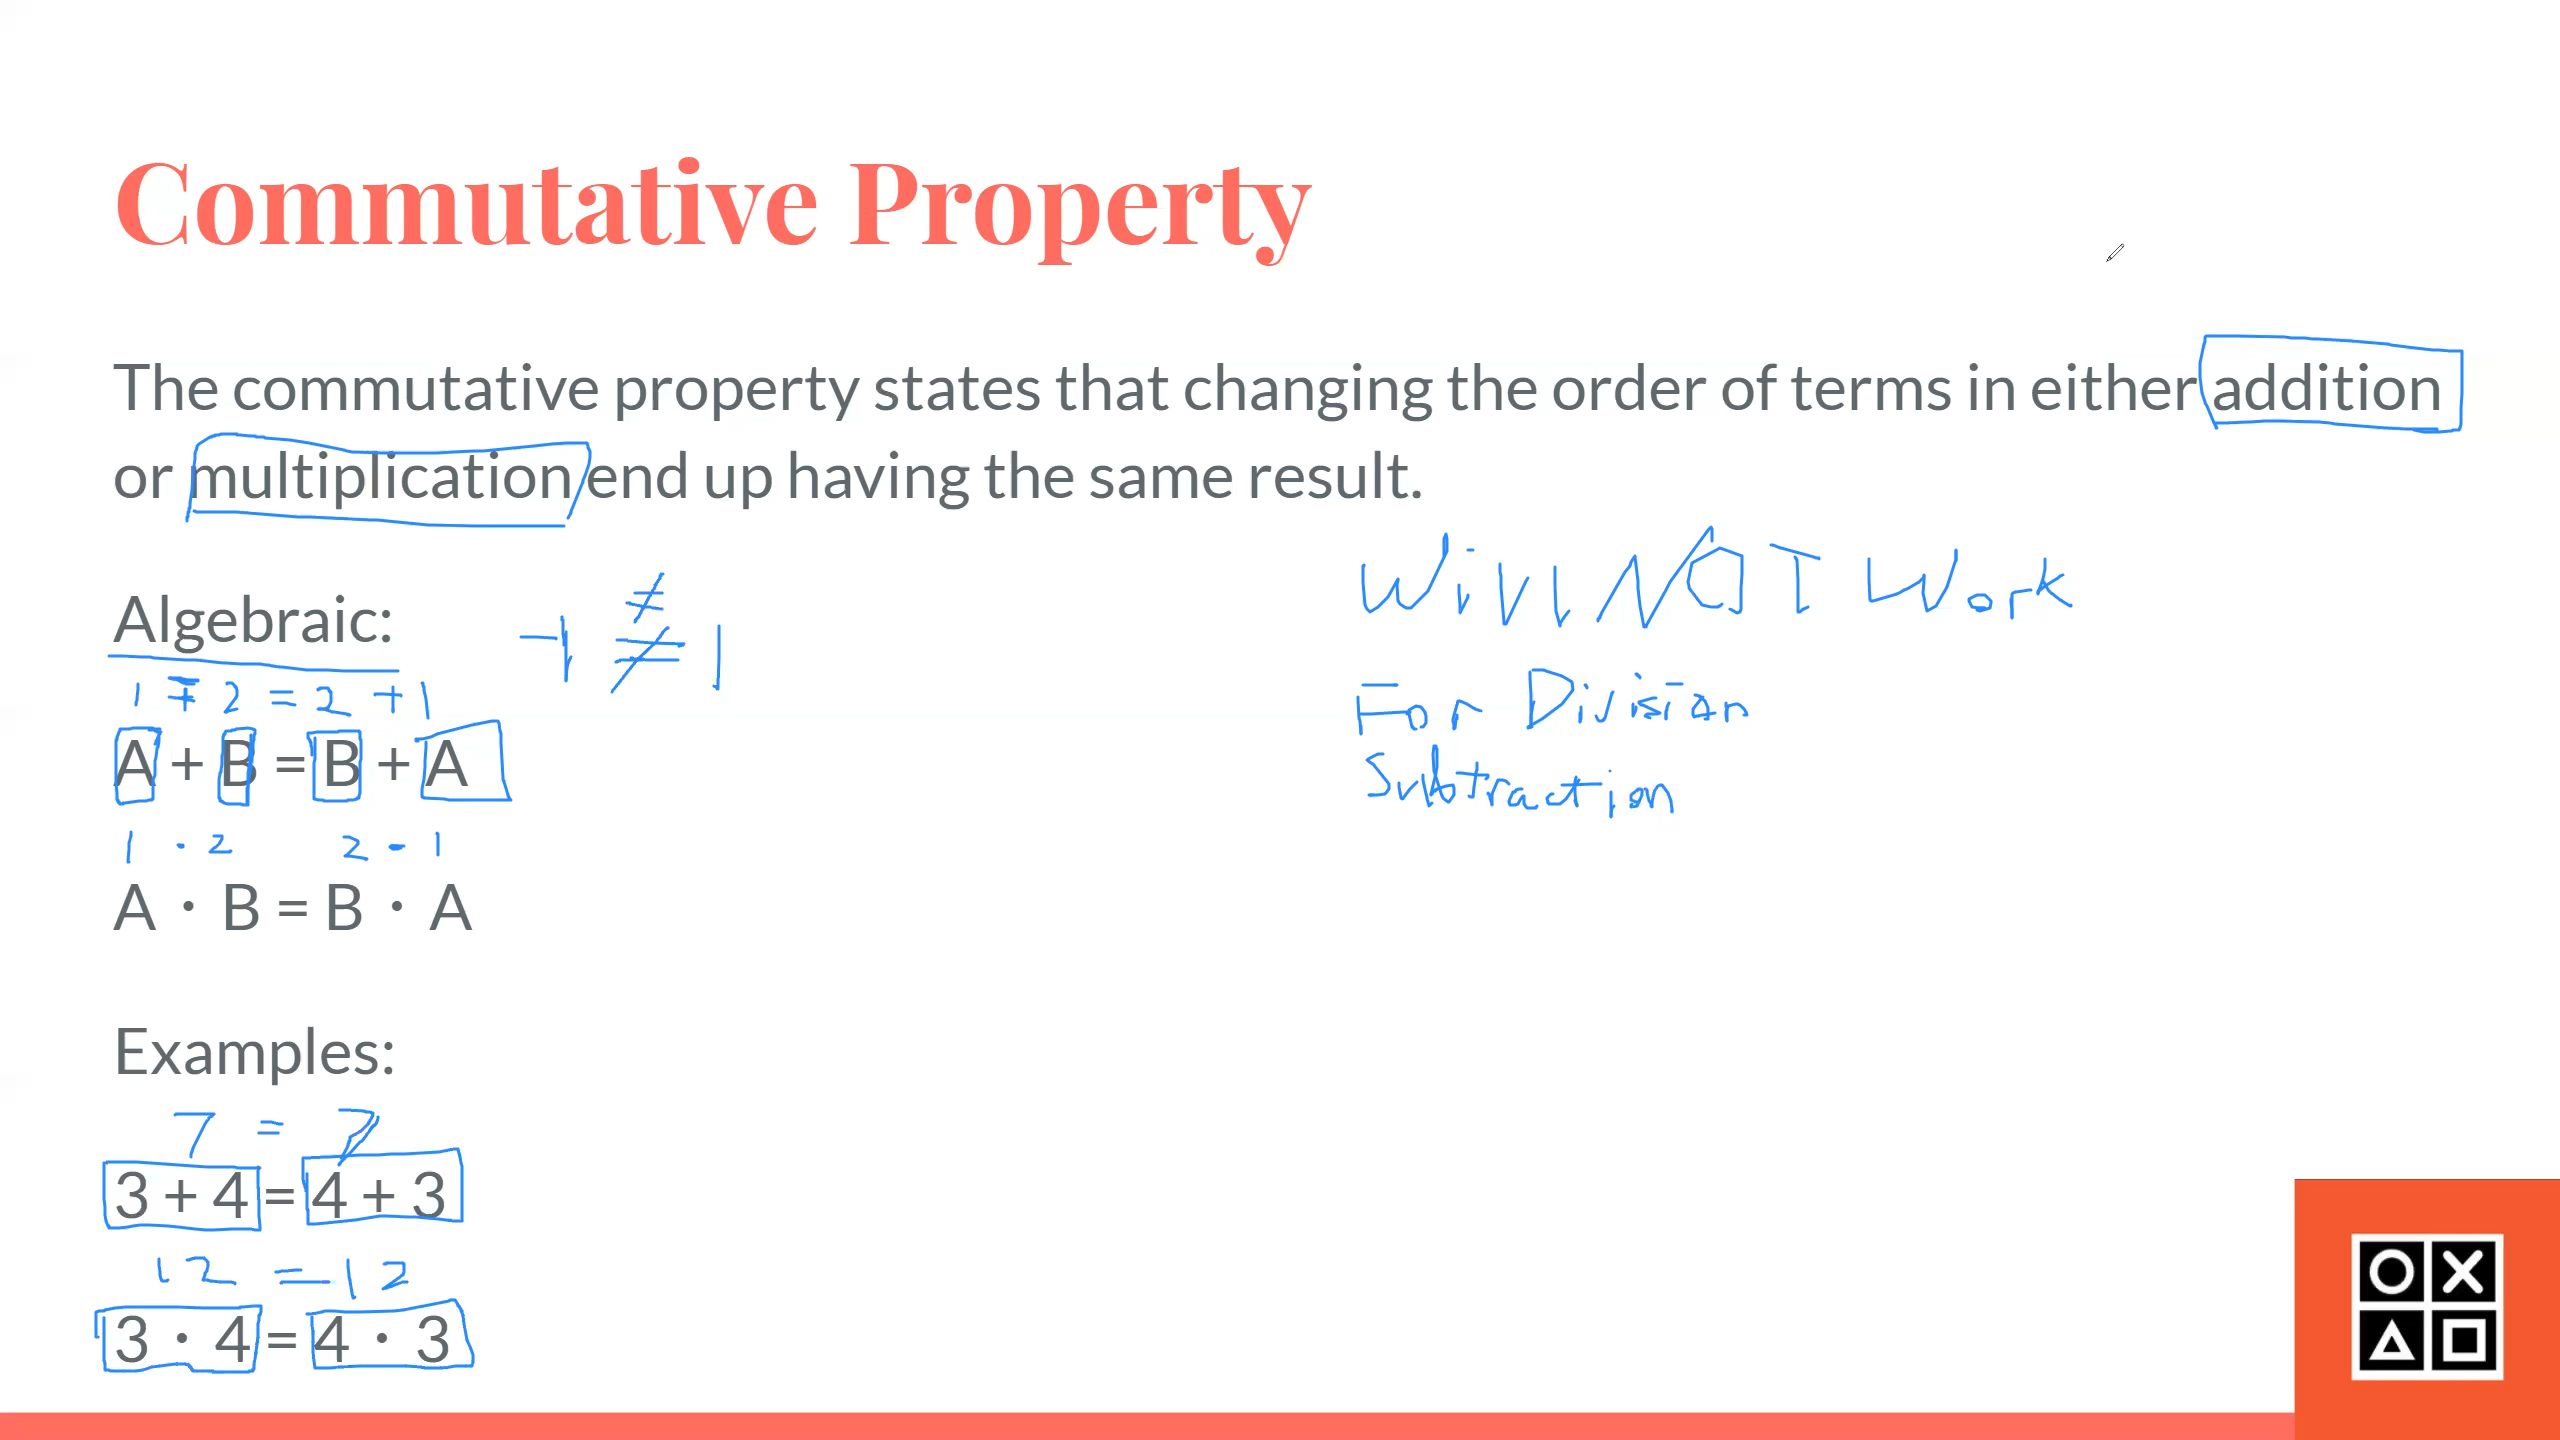 Commutative Property
The commutative property states that changing the order of terms in either addition
or multiplication end up having the same result.
Will NOT Work
Algebraic:
≠
-1 ≠ 1
For Division
1 + 2 = 2 + 1
A + B = B + A
Subtraction
1 · 2 2 · 1
A · B = B · A
Examples:
7 = 7
3 + 4 = 4 + 3
12 = 12
3 · 4 = 4 · 3